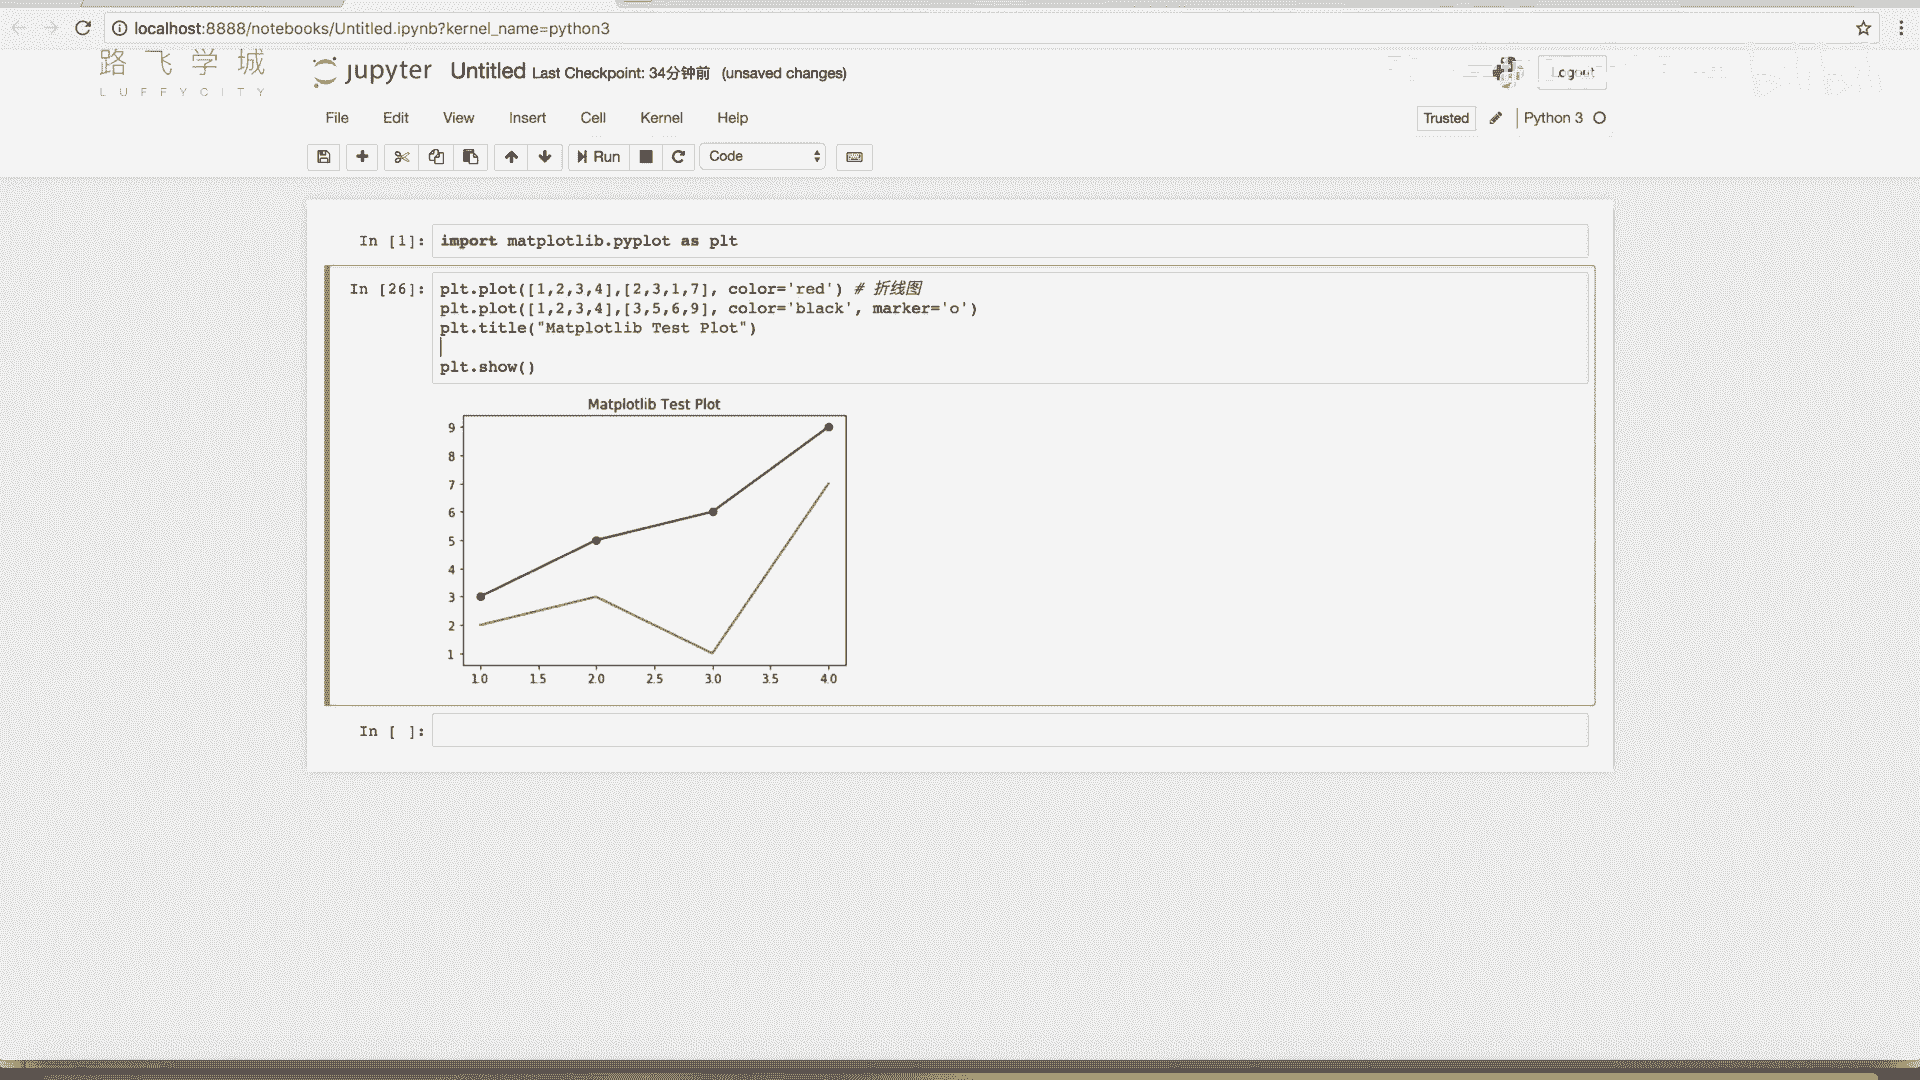 localhost:8888/notebooks/Untitled.ipynb?kernel_name=python3
路飞学城
LUFFYCITY
jupyter Untitled Last Checkpoint: 34分钟前 (unsaved changes)
Logout
File Edit View Insert Cell Kernel Help
Trusted Python 3
Run Code
In [1]: import matplotlib.pyplot as plt
In [26]: plt.plot([1,2,3,4],[2,3,1,7], color='red') # 折线图
plt.plot([1,2,3,4],[3,5,6,9], color='black', marker='o')
plt.title("Matplotlib Test Plot")
plt.show()
Matplotlib Test Plot
9
8
7
6
5
4
3
2
1
1.0 1.5 2.0 2.5 3.0 3.5 4.0
In [ ]: